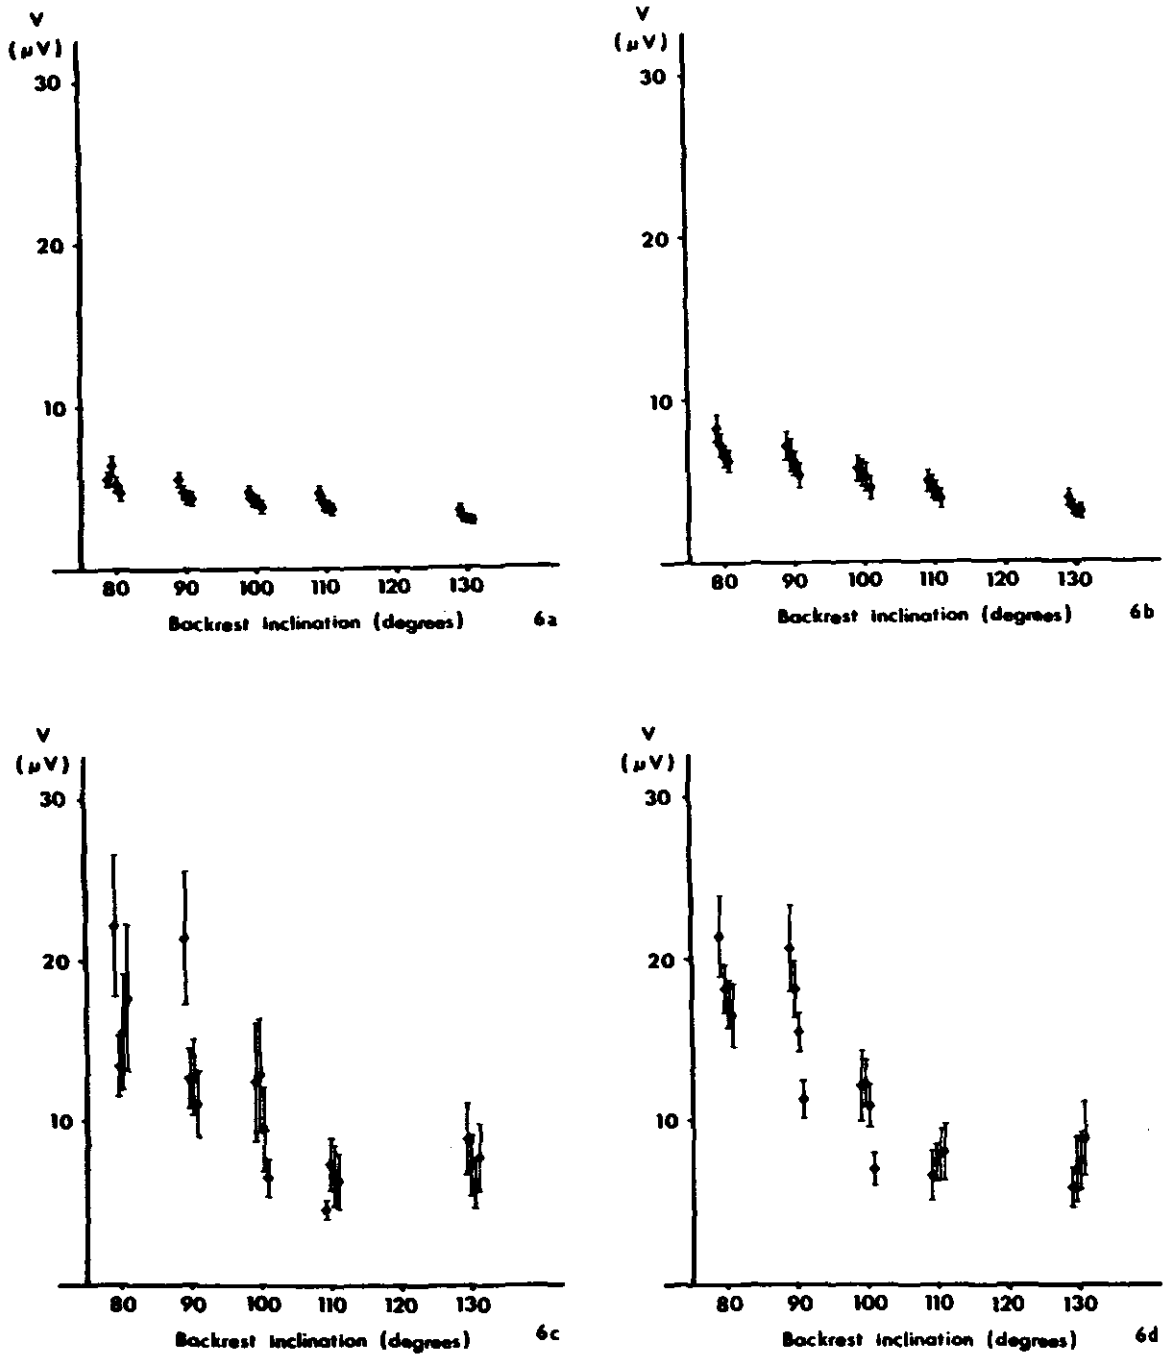 V
(μV)
30
20
10
80 90 100 110 120 130
Backrest Inclination (degrees) 6a
V
(μV)
30
20
10
80 90 100 110 120 130
Backrest Inclination (degrees) 6b
V
(μV)
30
20
10
80 90 100 110 120 130
Backrest Inclination (degrees) 6c
V
(μV)
30
20
10
80 90 100 110 120 130
Backrest Inclination (degrees) 6d